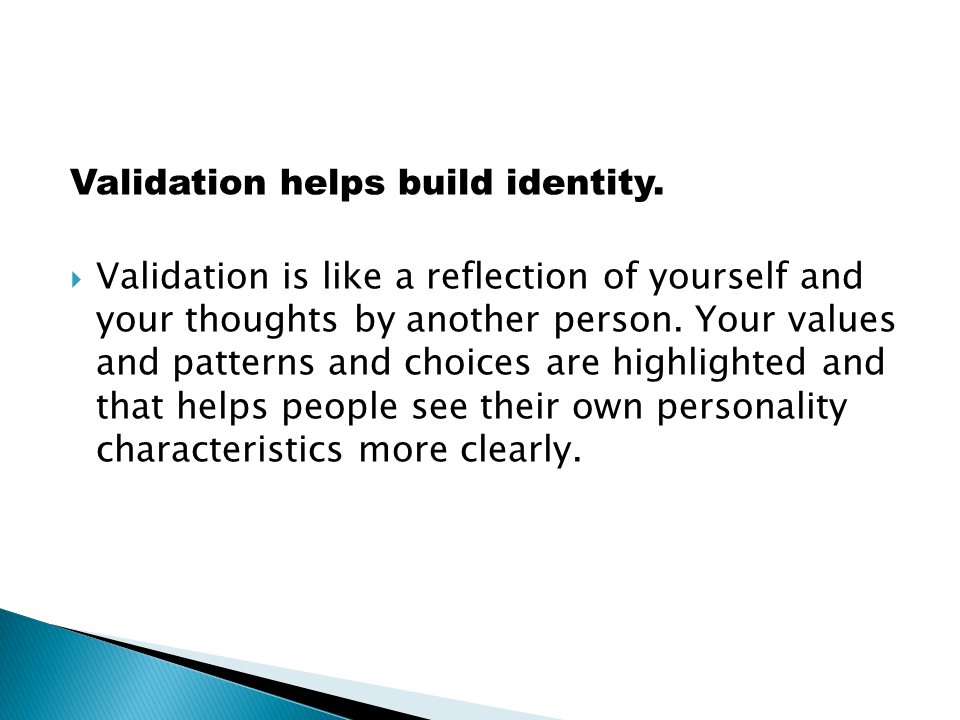 Validation helps build identity.
Validation is like a reflection of yourself and
your thoughts by another person. Your values
and patterns and choices are highlighted and
that helps people see their own personality
characteristics more clearly.